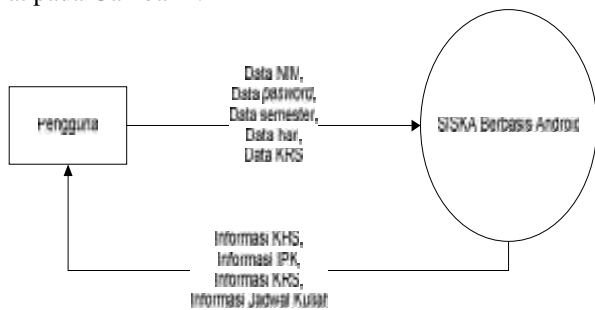 Pengguna
Data NIM,
Data pasword,
Data semester,
Data hari,
Data KRS
SISKA Berbasis Android
Informasi KHS,
Informasi IPK,
Informasi KRS,
Informasi Jadwal Kuliah